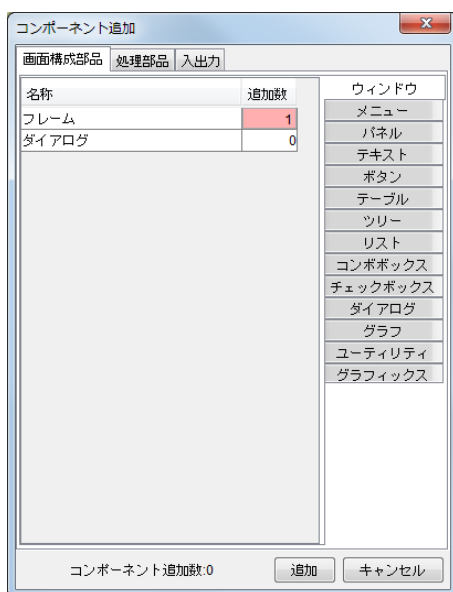 コンポーネント追加
画面構成部品 処理部品 入出力
名称 追加数
フレーム 1
ダイアログ 0
ウィンドウ
メニュー
パネル
テキスト
ボタン
テーブル
ツリー
リスト
コンボボックス
チェックボックス
ダイアログ
グラフ
ユーティリティ
グラフィックス
コンポーネント追加数:0 追加 キャンセル